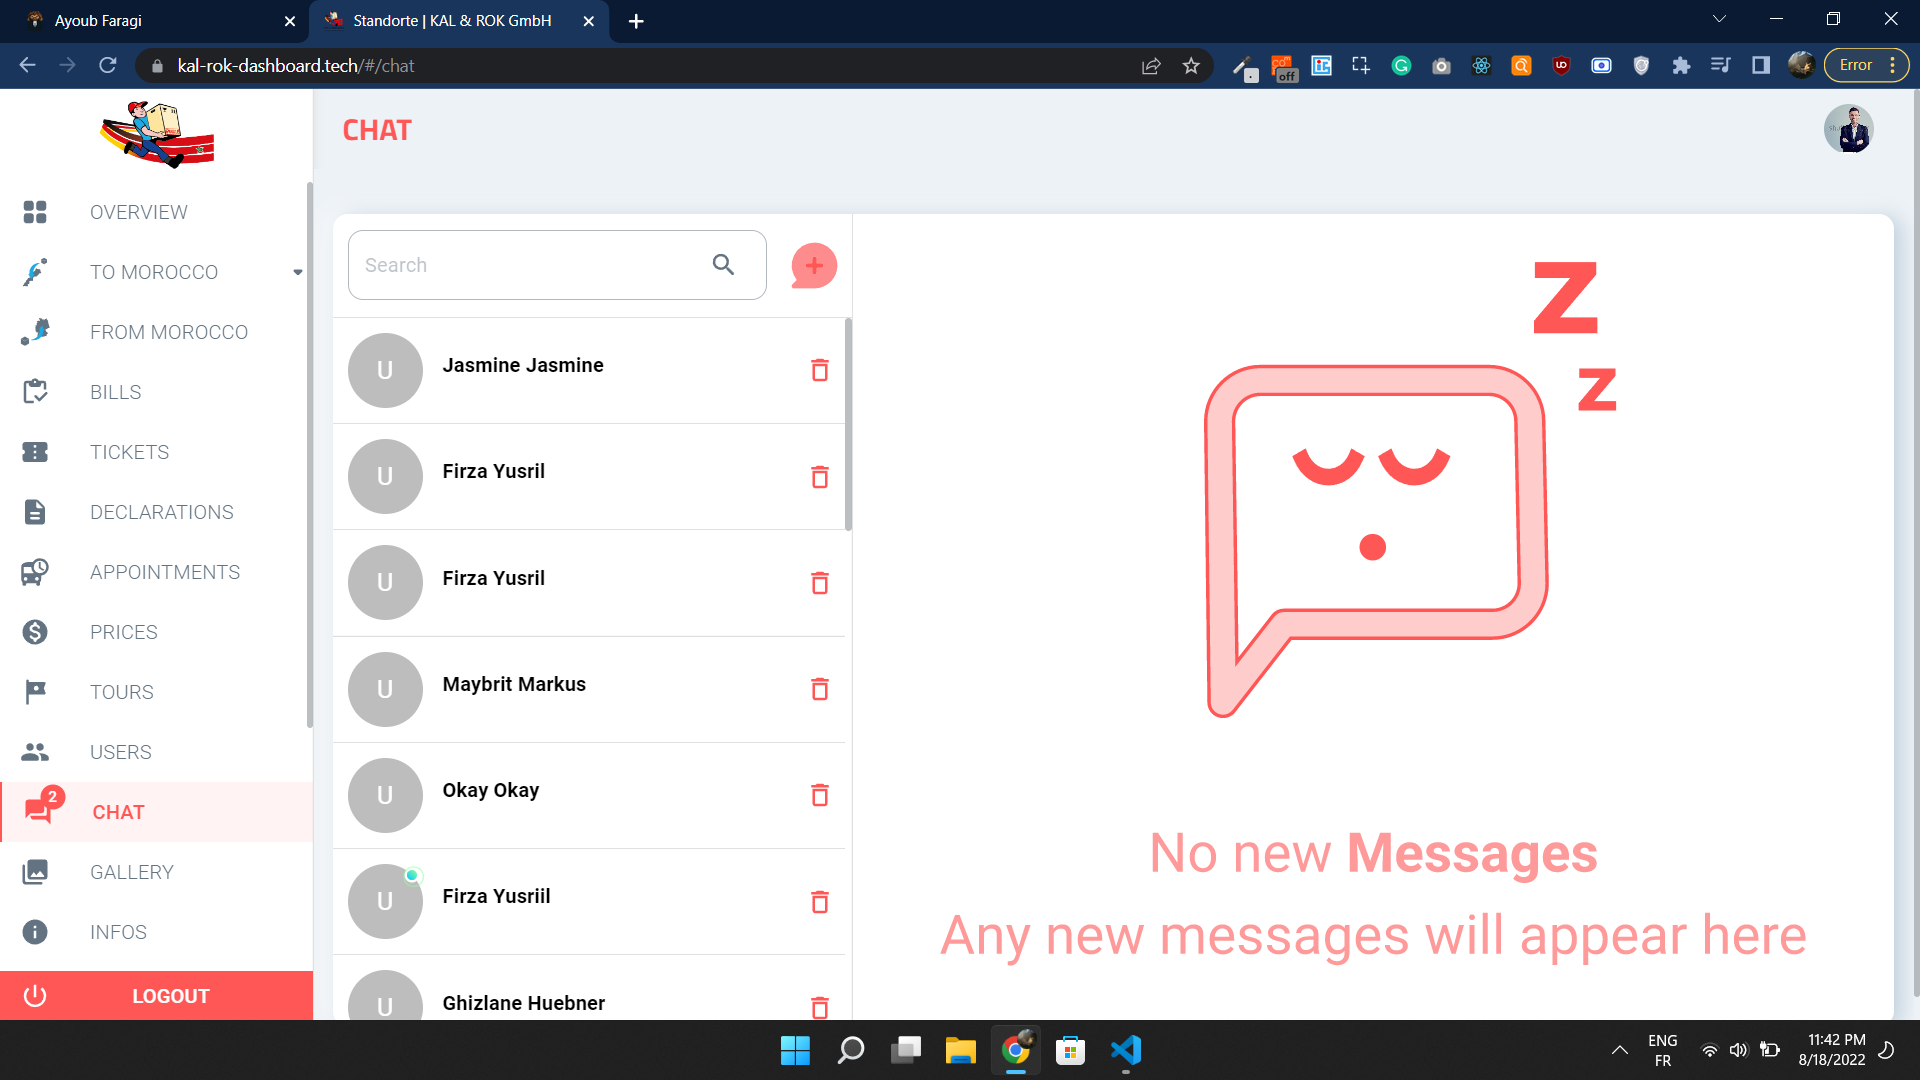 Ayoub Faragi
Standorte | KAL & ROK GmbH
kal-rok-dashboard.tech/#/chat
off
Error
CHAT
OVERVIEW
TO MOROCCO
FROM MOROCCO
BILLS
TICKETS
DECLARATIONS
APPOINTMENTS
PRICES
TOURS
USERS
2
CHAT
GALLERY
INFOS
LOGOUT
Search
U
Jasmine Jasmine
U
Firza Yusril
U
Firza Yusril
U
Maybrit Markus
U
Okay Okay
U
Firza Yusriil
U
Ghizlane Huebner
Z
Z
No new Messages
Any new messages will appear here
ENG
FR
11:42 PM
8/18/2022